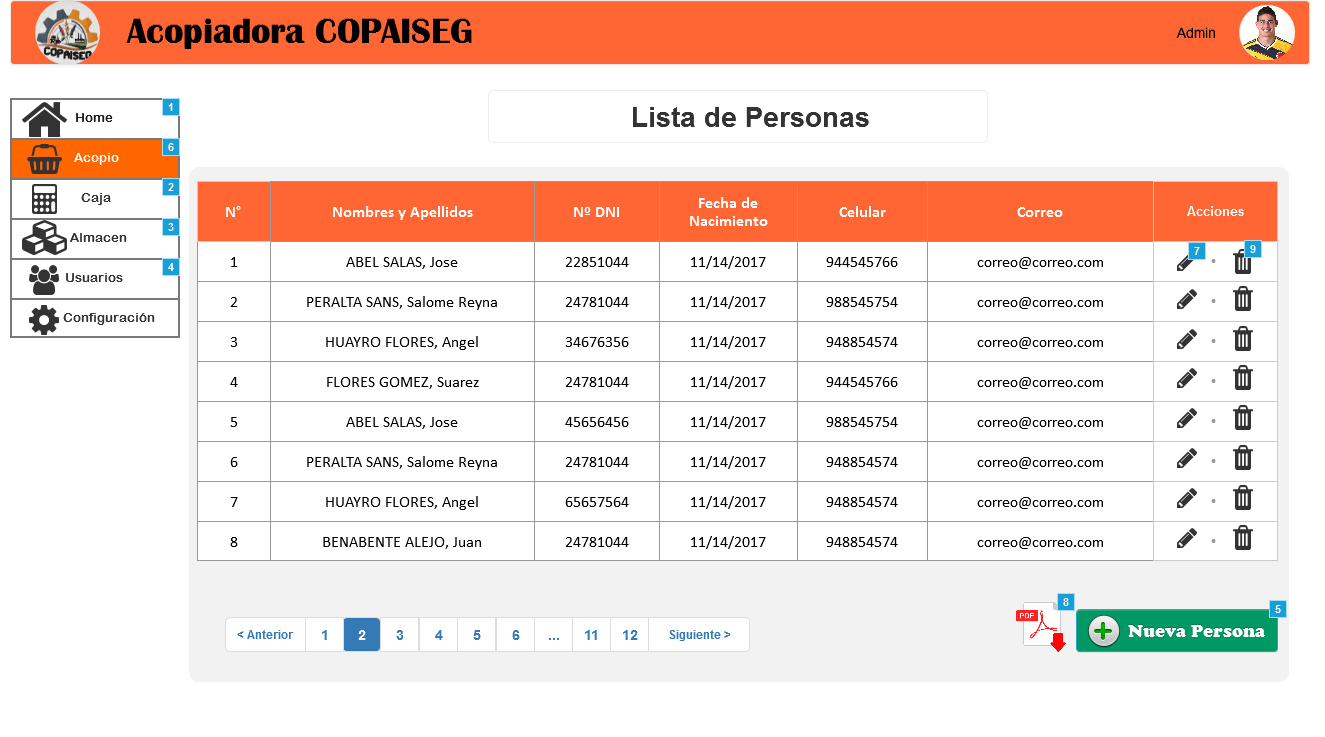 COPAISEG
Acopiadora COPAISEG
Admin
Home 1
Acopio 6
Caja 2
Almacen 3
Usuarios 4
Configuración
Lista de Personas
N° Nombres y Apellidos Nº DNI Fecha de Nacimiento Celular Correo Acciones
1 ABEL SALAS, Jose 22851044 11/14/2017 944545766 correo@correo.com 7 9
2 PERALTA SANS, Salome Reyna 24781044 11/14/2017 988545754 correo@correo.com
3 HUAYRO FLORES, Angel 34676356 11/14/2017 948854574 correo@correo.com
4 FLORES GOMEZ, Suarez 24781044 11/14/2017 944545766 correo@correo.com
5 ABEL SALAS, Jose 45656456 11/14/2017 988545754 correo@correo.com
6 PERALTA SANS, Salome Reyna 24781044 11/14/2017 948854574 correo@correo.com
7 HUAYRO FLORES, Angel 65657564 11/14/2017 948854574 correo@correo.com
8 BENABENTE ALEJO, Juan 24781044 11/14/2017 948854574 correo@correo.com
< Anterior 1 2 3 4 5 6 ... 11 12 Siguiente >
PDF 8
Nueva Persona 5